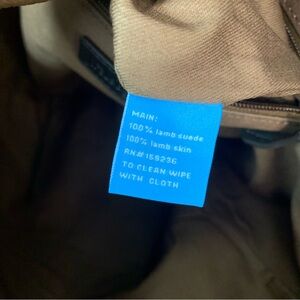 MAIN:
100% lamb suede
100% lamb skin
RN#159236
TO CLEAN WIPE
WITH CLOTH